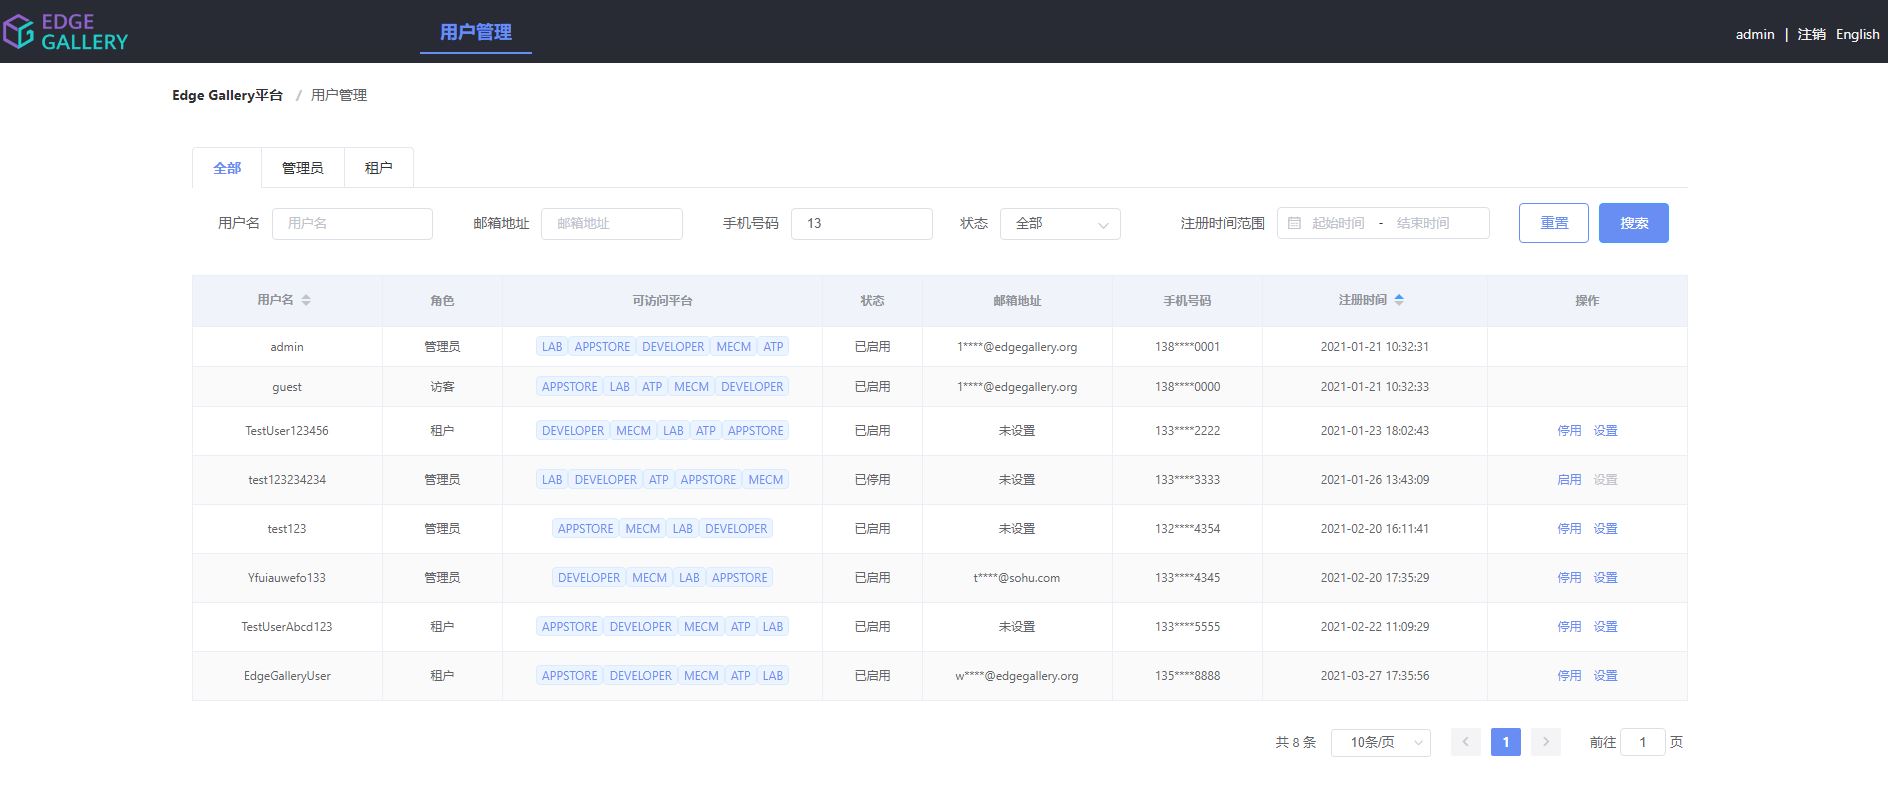 EDGE GALLERY 用户管理 admin | 注销 English
Edge Gallery平台 / 用户管理
全部 管理员 租户
用户名 用户名 邮箱地址 邮箱地址 手机号码 13 状态 全部 注册时间范围 起始时间 - 结束时间 重置 搜索
用户名 角色 可访问平台 状态 邮箱地址 手机号码 注册时间 操作
admin 管理员 LAB APPSTORE DEVELOPER MECM ATP 已启用 1****@edgegallery.org 138****0001 2021-01-21 10:32:31
guest 访客 APPSTORE LAB ATP MECM DEVELOPER 已启用 1****@edgegallery.org 138****0000 2021-01-21 10:32:33
TestUser123456 租户 DEVELOPER MECM LAB ATP APPSTORE 已启用 未设置 133****2222 2021-01-23 18:02:43 停用 设置
test123234234 管理员 LAB DEVELOPER ATP APPSTORE MECM 已停用 未设置 133****3333 2021-01-26 13:43:09 启用 设置
test123 管理员 APPSTORE MECM LAB DEVELOPER 已启用 未设置 132****4354 2021-02-20 16:11:41 停用 设置
Yfuiauwefo133 管理员 DEVELOPER MECM LAB APPSTORE 已启用 t****@sohu.com 133****4345 2021-02-20 17:35:29 停用 设置
TestUserAbcd123 租户 APPSTORE DEVELOPER MECM ATP LAB 已启用 未设置 133****5555 2021-02-22 11:09:29 停用 设置
EdgeGalleryUser 租户 APPSTORE DEVELOPER MECM ATP LAB 已启用 w****@edgegallery.org 135****8888 2021-03-27 17:35:56 停用 设置
共 8 条 10条/页 < 1 > 前往 1 页